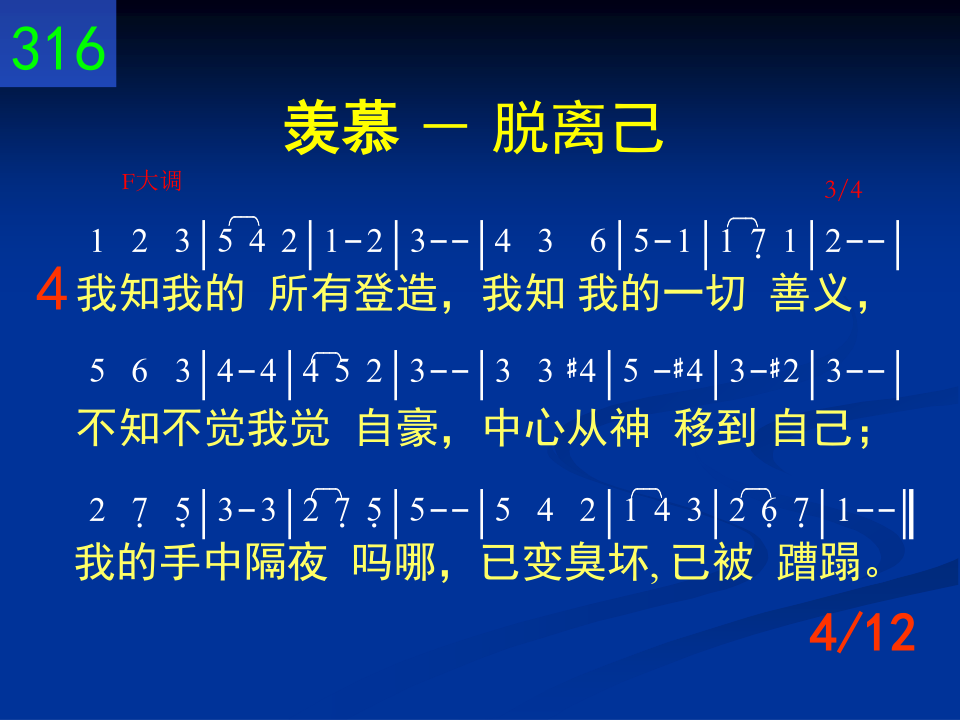 316
羡慕 － 脱离己
F大调
3/4
1 2 3|5 4 2|1-2|3--|4 3 6|5-1|1 7̣ 1|2--|
4 我知我的 所有登造，我知 我的一切 善义，
5 6 3|4-4|4 5 2|3--|3 3 #4|5 -#4|3-#2|3--|
不知不觉我觉 自豪，中心从神 移到 自己；
2 7̣ 5̣|3-3|2 7̣ 5̣|5--|5 4 2|1 4 3|2 6̣ 7̣|1--‖
我的手中隔夜 吗哪，已变臭坏, 已被 蹧蹋。
4/12